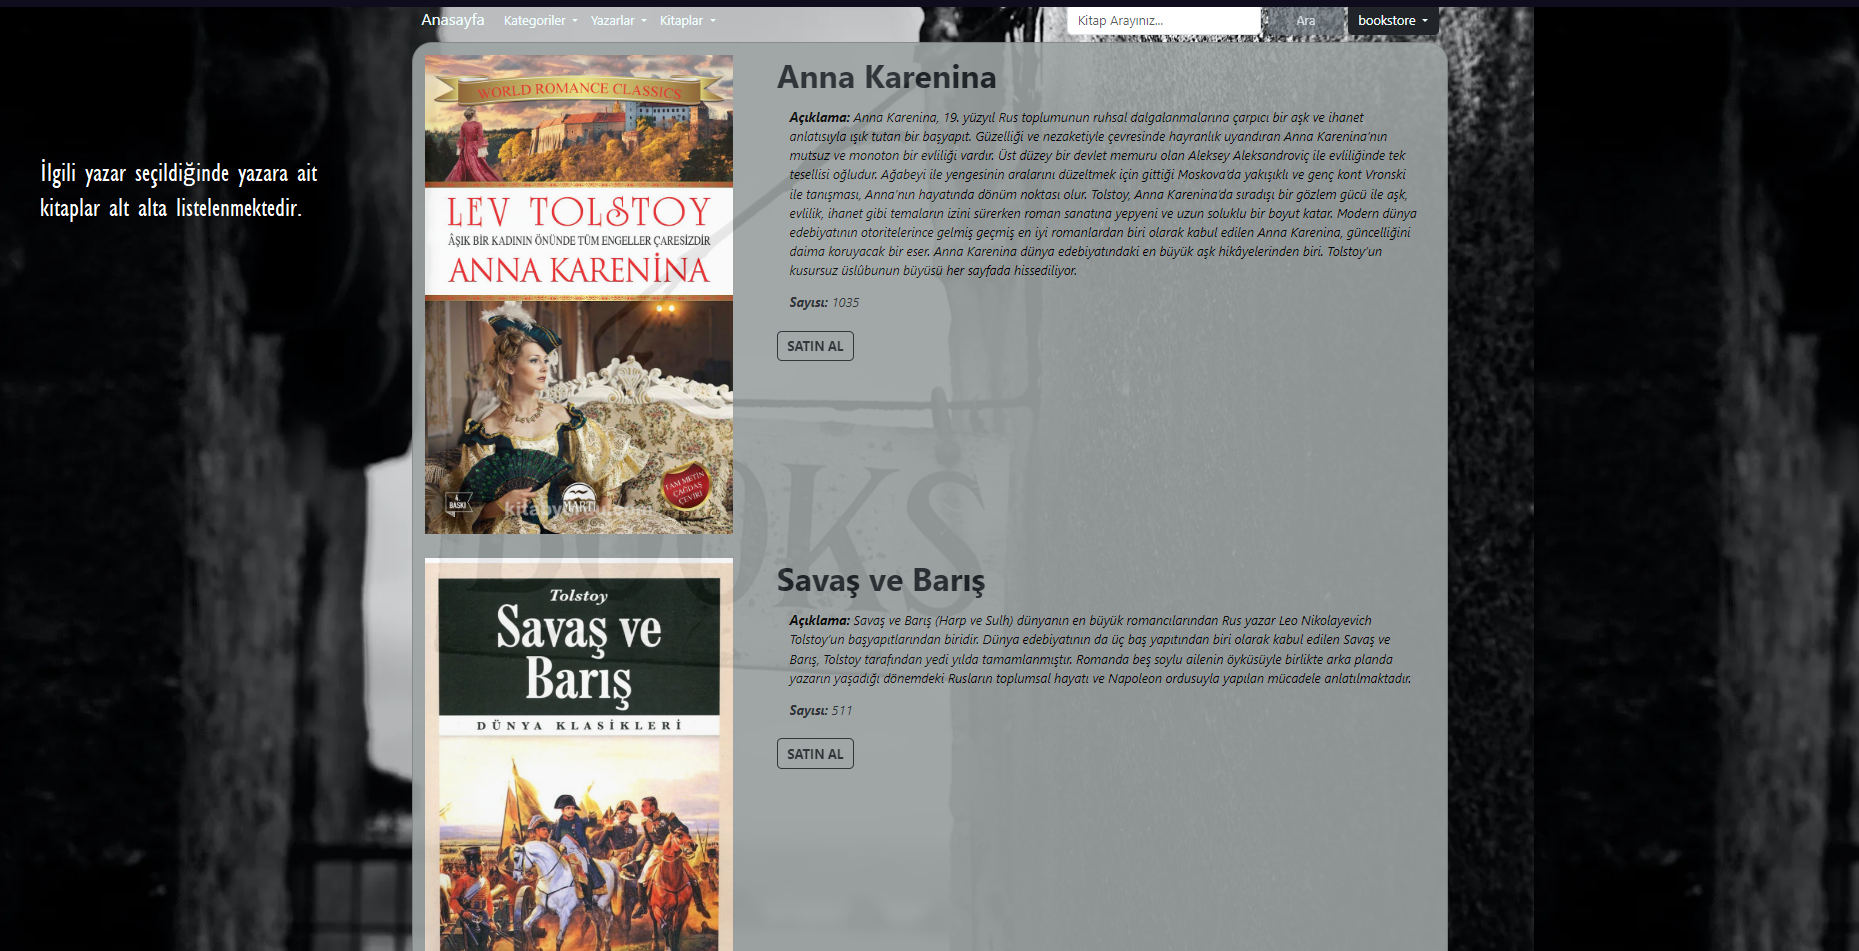 Anasayfa Kategoriler Yazarlar Kitaplar Kitap Arayınız... Ara bookstore
İlgili yazar seçildiğinde yazara ait
kitaplar alt alta listelenmektedir.
WORLD ROMANCE CLASSICS
LEV TOLSTOY
ÂŞIK BİR KADININ ÖNÜNDE TÜM ENGELLER ÇARESİZDİR
ANNA KARENİNA
4.
BASKI
MARTI
TAM METİN
ÇAĞDAŞ
ÇEVİRİ
Anna Karenina
Açıklama: Anna Karenina, 19. yüzyıl Rus toplumunun ruhsal dalgalanmalarına çarpıcı bir aşk ve ihanet
anlatısıyla ışık tutan bir başyapıt. Güzelliği ve nezaketiyle çevresinde hayranlık uyandıran Anna Karenina'nın
mutsuz ve monoton bir evliliği vardır. Üst düzey bir devlet memuru olan Aleksey Aleksandroviç ile evliliğinde tek
tesellisi oğludur. Ağabeyi ile yengesinin aralarını düzeltmek için gittiği Moskova'da yakışıklı ve genç kont Vronski
ile tanışması, Anna'nın hayatında dönüm noktası olur. Tolstoy, Anna Karenina'da sıradışı bir gözlem gücü ile aşk,
evlilik, ihanet gibi temaların izini sürerken roman sanatına yepyeni ve uzun soluklu bir boyut katar. Modern dünya
edebiyatının otoritelerince gelmiş geçmiş en iyi romanlardan biri olarak kabul edilen Anna Karenina, güncelliğini
daima koruyacak bir eser. Anna Karenina dünya edebiyatındaki en büyük aşk hikâyelerinden biri. Tolstoy'un
kusursuz üslûbunun büyüsü her sayfada hissediliyor.
Sayısı: 1035
SATIN AL
BOOKS
Tolstoy
Savaş ve
Barış
DÜNYA KLASİKLERİ
Savaş ve Barış
Açıklama: Savaş ve Barış (Harp ve Sulh) dünyanın en büyük romancılarından Rus yazar Leo Nikolayevich
Tolstoy'un başyapıtlarından biridir. Dünya edebiyatının da üç baş yapıtından biri olarak kabul edilen Savaş ve
Barış, Tolstoy tarafından yedi yılda tamamlanmıştır. Romanda beş soylu ailenin öyküsüyle birlikte arka planda
yazarın yaşadığı dönemdeki Rusların toplumsal hayatı ve Napoleon ordusuyla yapılan mücadele anlatılmaktadır.
Sayısı: 511
SATIN AL